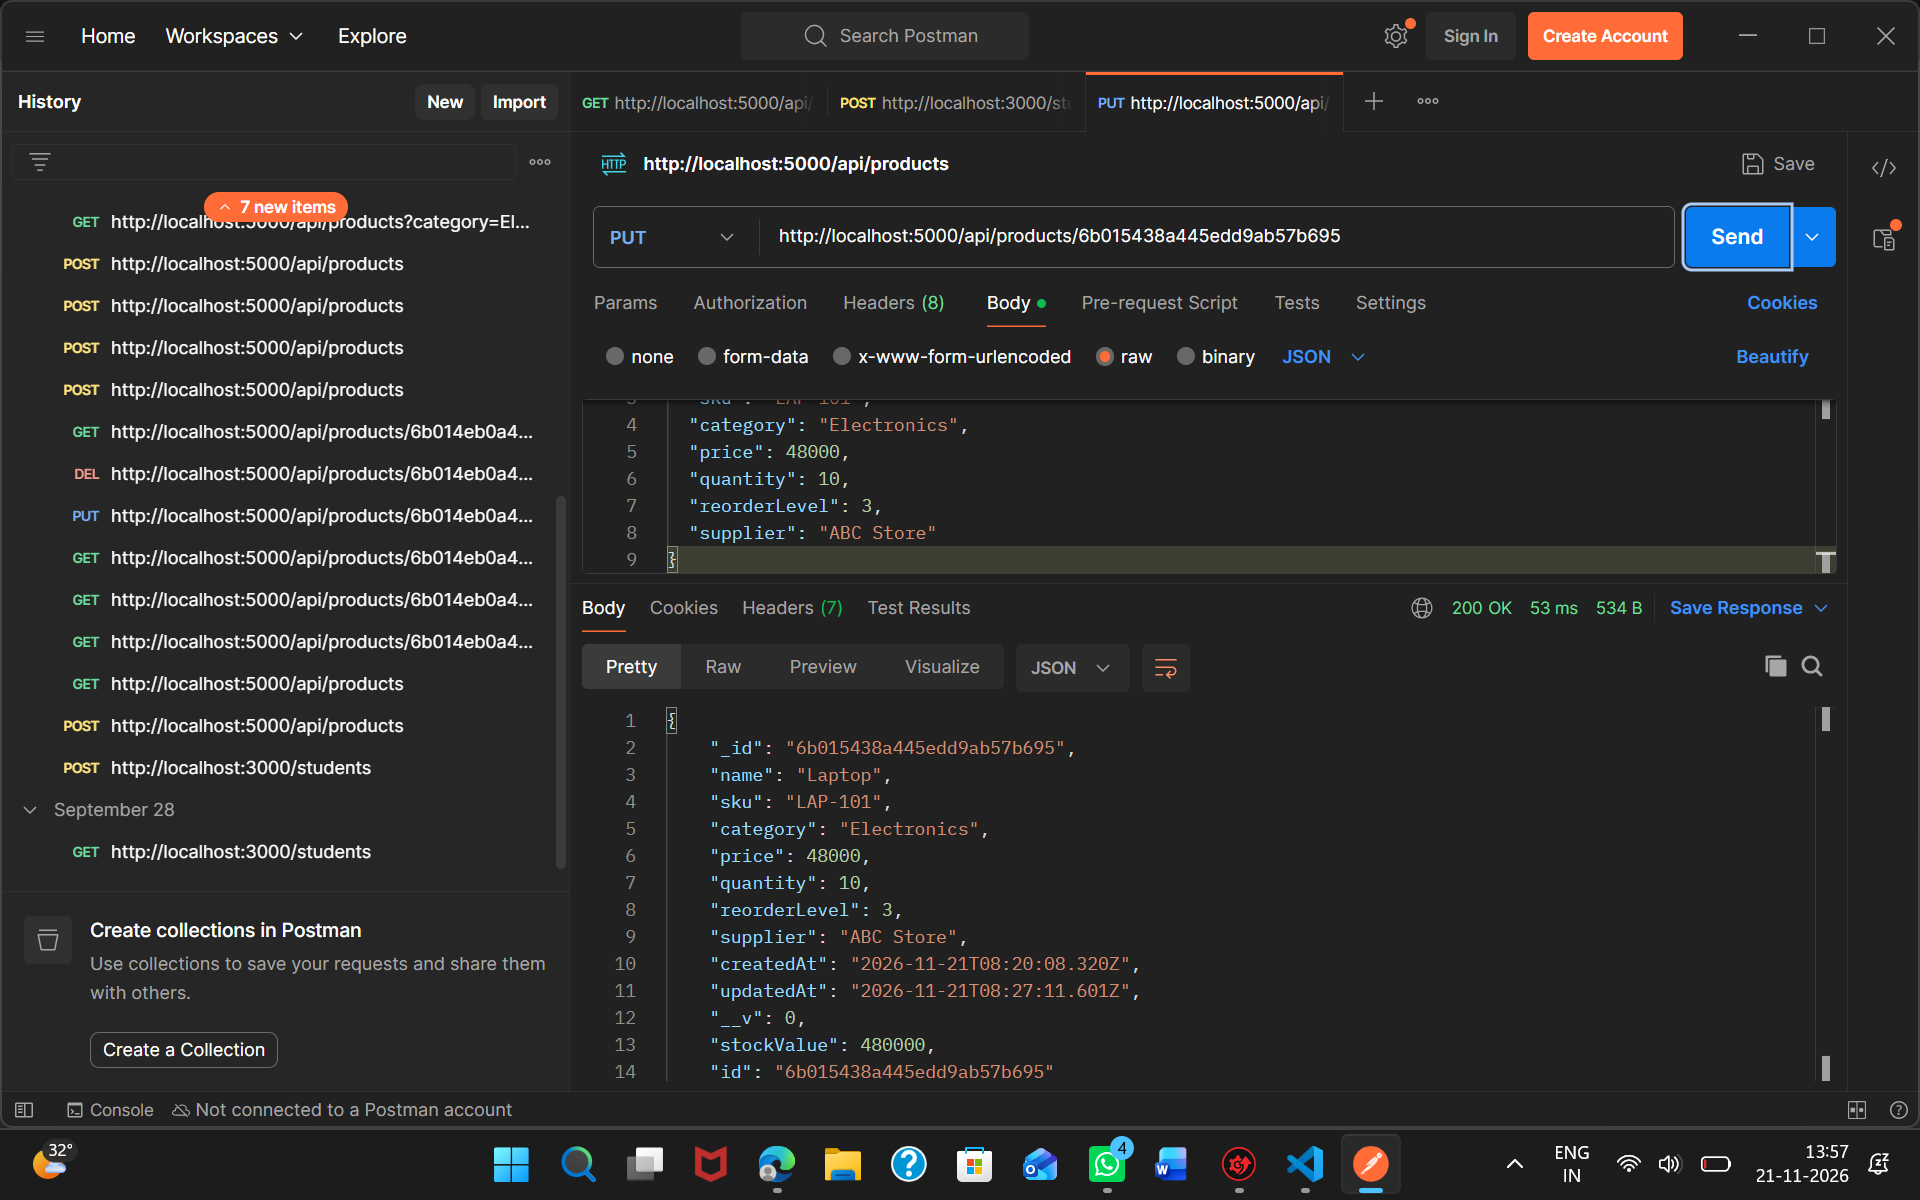 Home
Workspaces
Explore
Search Postman
Sign In
Create Account
History
New
Import
GET http://localhost:5000/api/
POST http://localhost:3000/stu
PUT http://localhost:5000/api/
7 new items
GET http://localhost:5000/api/products?category=El...
POST http://localhost:5000/api/products
POST http://localhost:5000/api/products
POST http://localhost:5000/api/products
POST http://localhost:5000/api/products
GET http://localhost:5000/api/products/6b014eb0a4...
DEL http://localhost:5000/api/products/6b014eb0a4...
PUT http://localhost:5000/api/products/6b014eb0a4...
GET http://localhost:5000/api/products/6b014eb0a4...
GET http://localhost:5000/api/products/6b014eb0a4...
GET http://localhost:5000/api/products/6b014eb0a4...
GET http://localhost:5000/api/products
POST http://localhost:5000/api/products
POST http://localhost:3000/students
September 28
GET http://localhost:3000/students
Create collections in Postman
Use collections to save your requests and share them
with others.
Create a Collection
HTTP http://localhost:5000/api/products
Save
PUT
http://localhost:5000/api/products/6b015438a445edd9ab57b695
Send
Params Authorization Headers (8) Body Pre-request Script Tests Settings
Cookies
none form-data x-www-form-urlencoded raw binary JSON
Beautify
3 "sku": "LAP-101",
4 "category": "Electronics",
5 "price": 48000,
6 "quantity": 10,
7 "reorderLevel": 3,
8 "supplier": "ABC Store"
9 }
Body Cookies Headers (7) Test Results
200 OK 53 ms 534 B
Save Response
Pretty Raw Preview Visualize
JSON
1 {
2 "_id": "6b015438a445edd9ab57b695",
3 "name": "Laptop",
4 "sku": "LAP-101",
5 "category": "Electronics",
6 "price": 48000,
7 "quantity": 10,
8 "reorderLevel": 3,
9 "supplier": "ABC Store",
10 "createdAt": "2026-11-21T08:20:08.320Z",
11 "updatedAt": "2026-11-21T08:27:11.601Z",
12 "__v": 0,
13 "stockValue": 480000,
14 "id": "6b015438a445edd9ab57b695"
Console
Not connected to a Postman account
32°
4
ENG
IN
13:57
21-11-2026